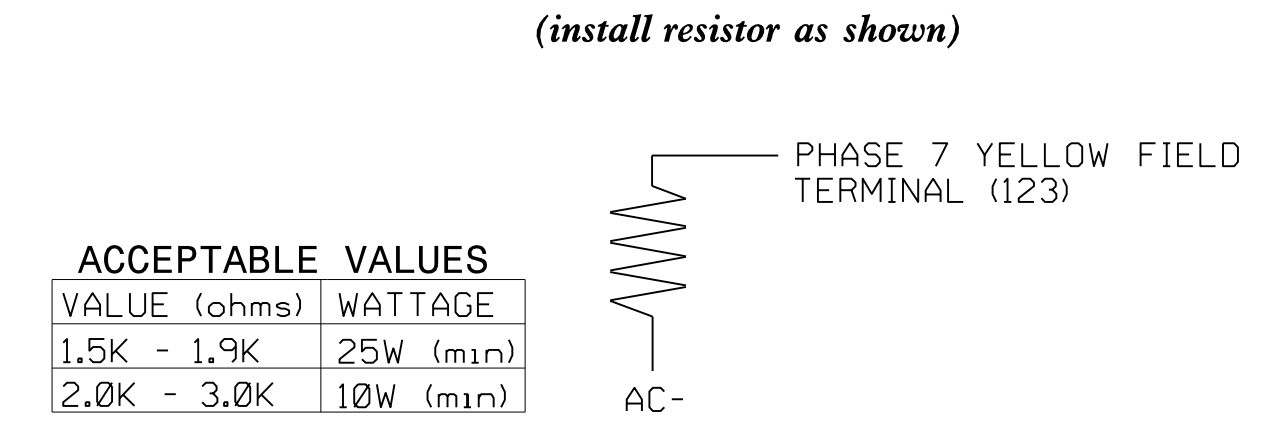 (install resistor as shown)
PHASE 7 YELLOW FIELD
TERMINAL (123)
ACCEPTABLE VALUES
VALUE (ohms) WATTAGE
1.5K - 1.9K 25W (min)
2.0K - 3.0K 10W (min)
AC-